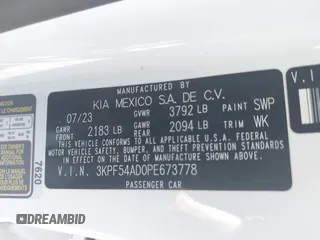 MANUFACTURED BY
KIA MEXICO S.A. DE C.V.
07/23 GVWR 3792 LB PAINT SWP
GAWR FRONT 2183 LB GAWR REAR 2094 LB TRIM WK
THIS VEHICLE CONFORMS TO ALL APPLICABLE U.S. FEDERAL
MOTOR VEHICLE SAFETY, BUMPER, AND THEFT PREVENTION
STANDARDS IN EFFECT ON THE DATE OF MANUFACTURE SHOWN ABOVE.
V.I.N. 3KPF54AD0PE673778
PASSENGER CAR
7620
V.I
DREAMBID